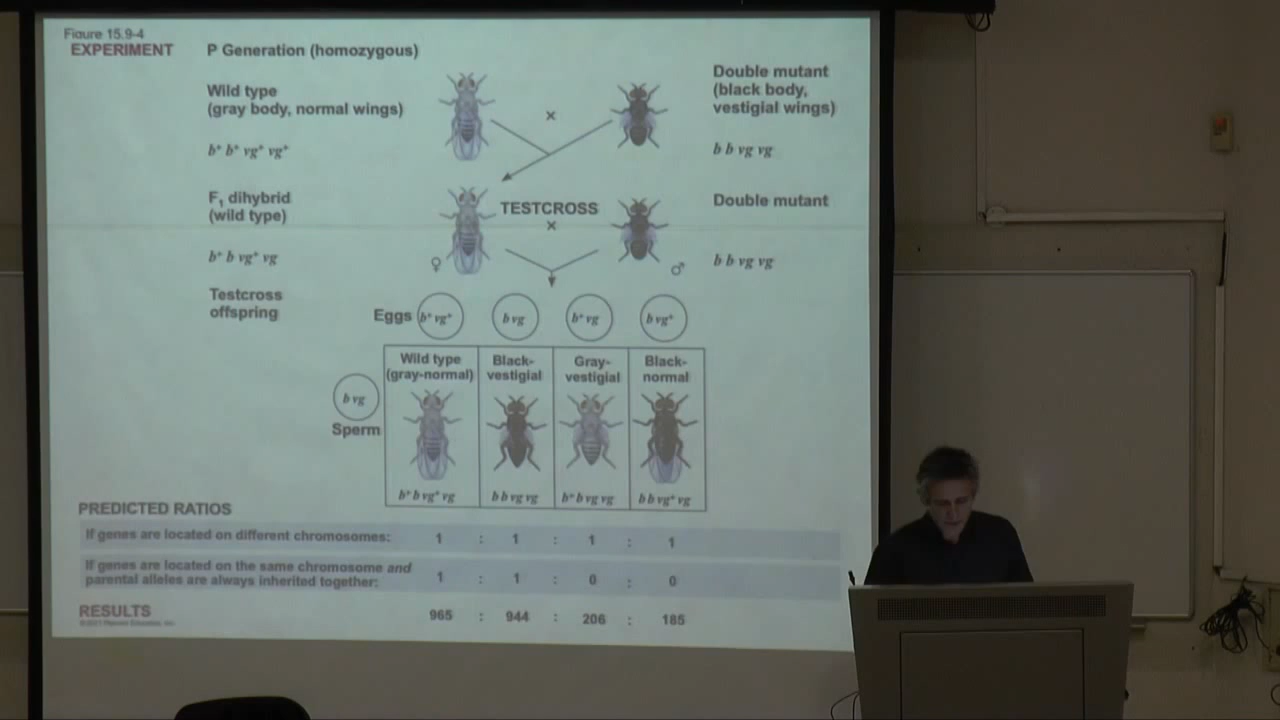 Figure 15.9-4
EXPERIMENT
P Generation (homozygous)
Wild type
(gray body, normal wings)
b⁺ b⁺ vg⁺ vg⁺
×
Double mutant
(black body,
vestigial wings)
b b vg vg
F₁ dihybrid
(wild type)
b⁺ b vg⁺ vg
♀
TESTCROSS
×
♂
Double mutant
b b vg vg
Testcross
offspring
Eggs
b⁺ vg⁺
b vg
b⁺ vg
b vg⁺
b vg
Sperm
Wild type
(gray-normal)
Black-
vestigial
Gray-
vestigial
Black-
normal
b⁺ b vg⁺ vg
b b vg vg
b⁺ b vg vg
b b vg⁺ vg
PREDICTED RATIOS
If genes are located on different chromosomes: 1 : 1 : 1 : 1
If genes are located on the same chromosome and
parental alleles are always inherited together: 1 : 1 : 0 : 0
RESULTS 965 : 944 : 206 : 185